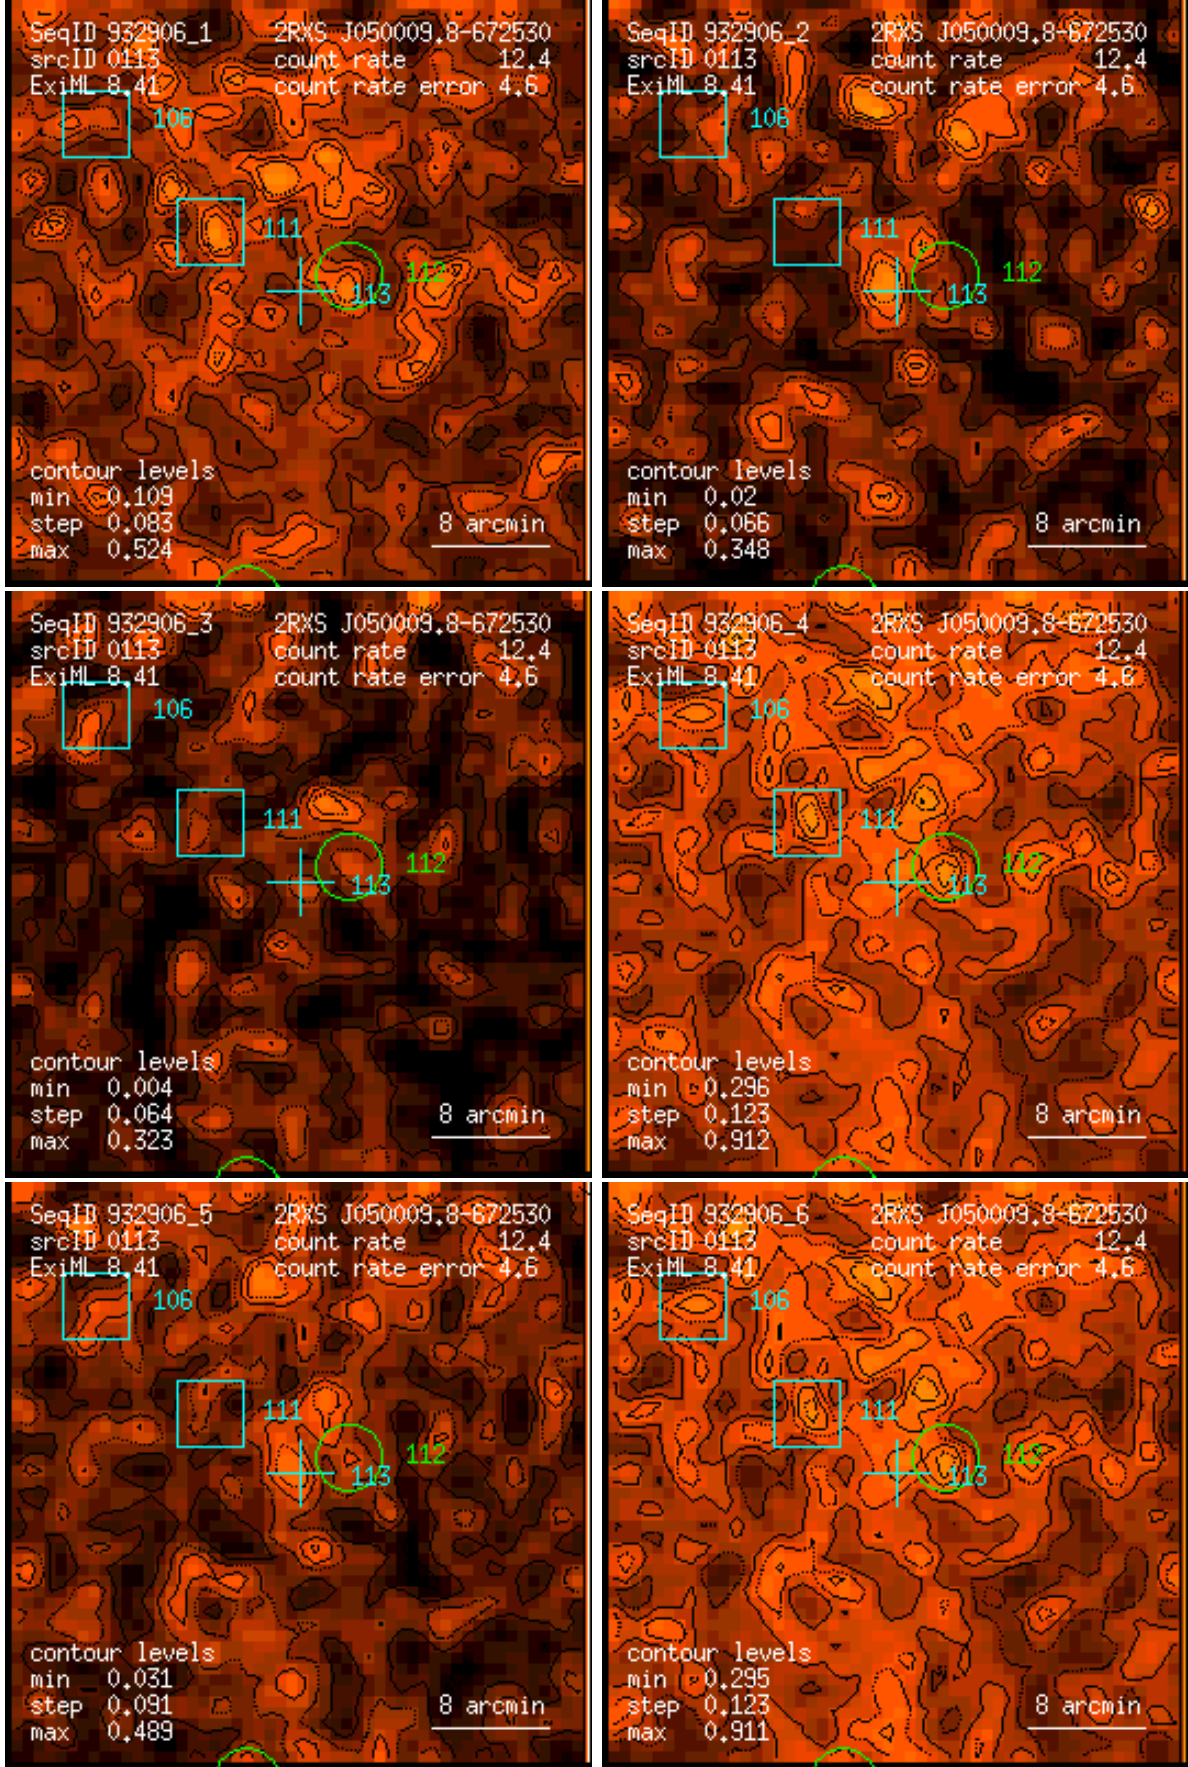 SeqID 932906_1 2RXS J050009.8-672530
srcID 0113 count rate 12.4
ExiML 8.41 count rate error 4.6
106
111
112
113
contour levels
min 0.109
step 0.083 8 arcmin
max 0.524
SeqID 932906_2 2RXS J050009.8-672530
srcID 0113 count rate 12.4
ExiML 8.41 count rate error 4.6
106
111
112
113
contour levels
min 0.02
step 0.066 8 arcmin
max 0.348
SeqID 932906_3 2RXS J050009.8-672530
srcID 0113 count rate 12.4
ExiML 8.41 count rate error 4.6
106
111
112
113
contour levels
min 0.004
step 0.064 8 arcmin
max 0.323
SeqID 932906_4 2RXS J050009.8-672530
srcID 0113 count rate 12.4
ExiML 8.41 count rate error 4.6
106
111
112
113
contour levels
min 0.296
step 0.123 8 arcmin
max 0.912
SeqID 932906_5 2RXS J050009.8-672530
srcID 0113 count rate 12.4
ExiML 8.41 count rate error 4.6
106
111
112
113
contour levels
min 0.031
step 0.091 8 arcmin
max 0.489
SeqID 932906_6 2RXS J050009.8-672530
srcID 0113 count rate 12.4
ExiML 8.41 count rate error 4.6
106
111
112
113
contour levels
min 0.295
step 0.123 8 arcmin
max 0.911